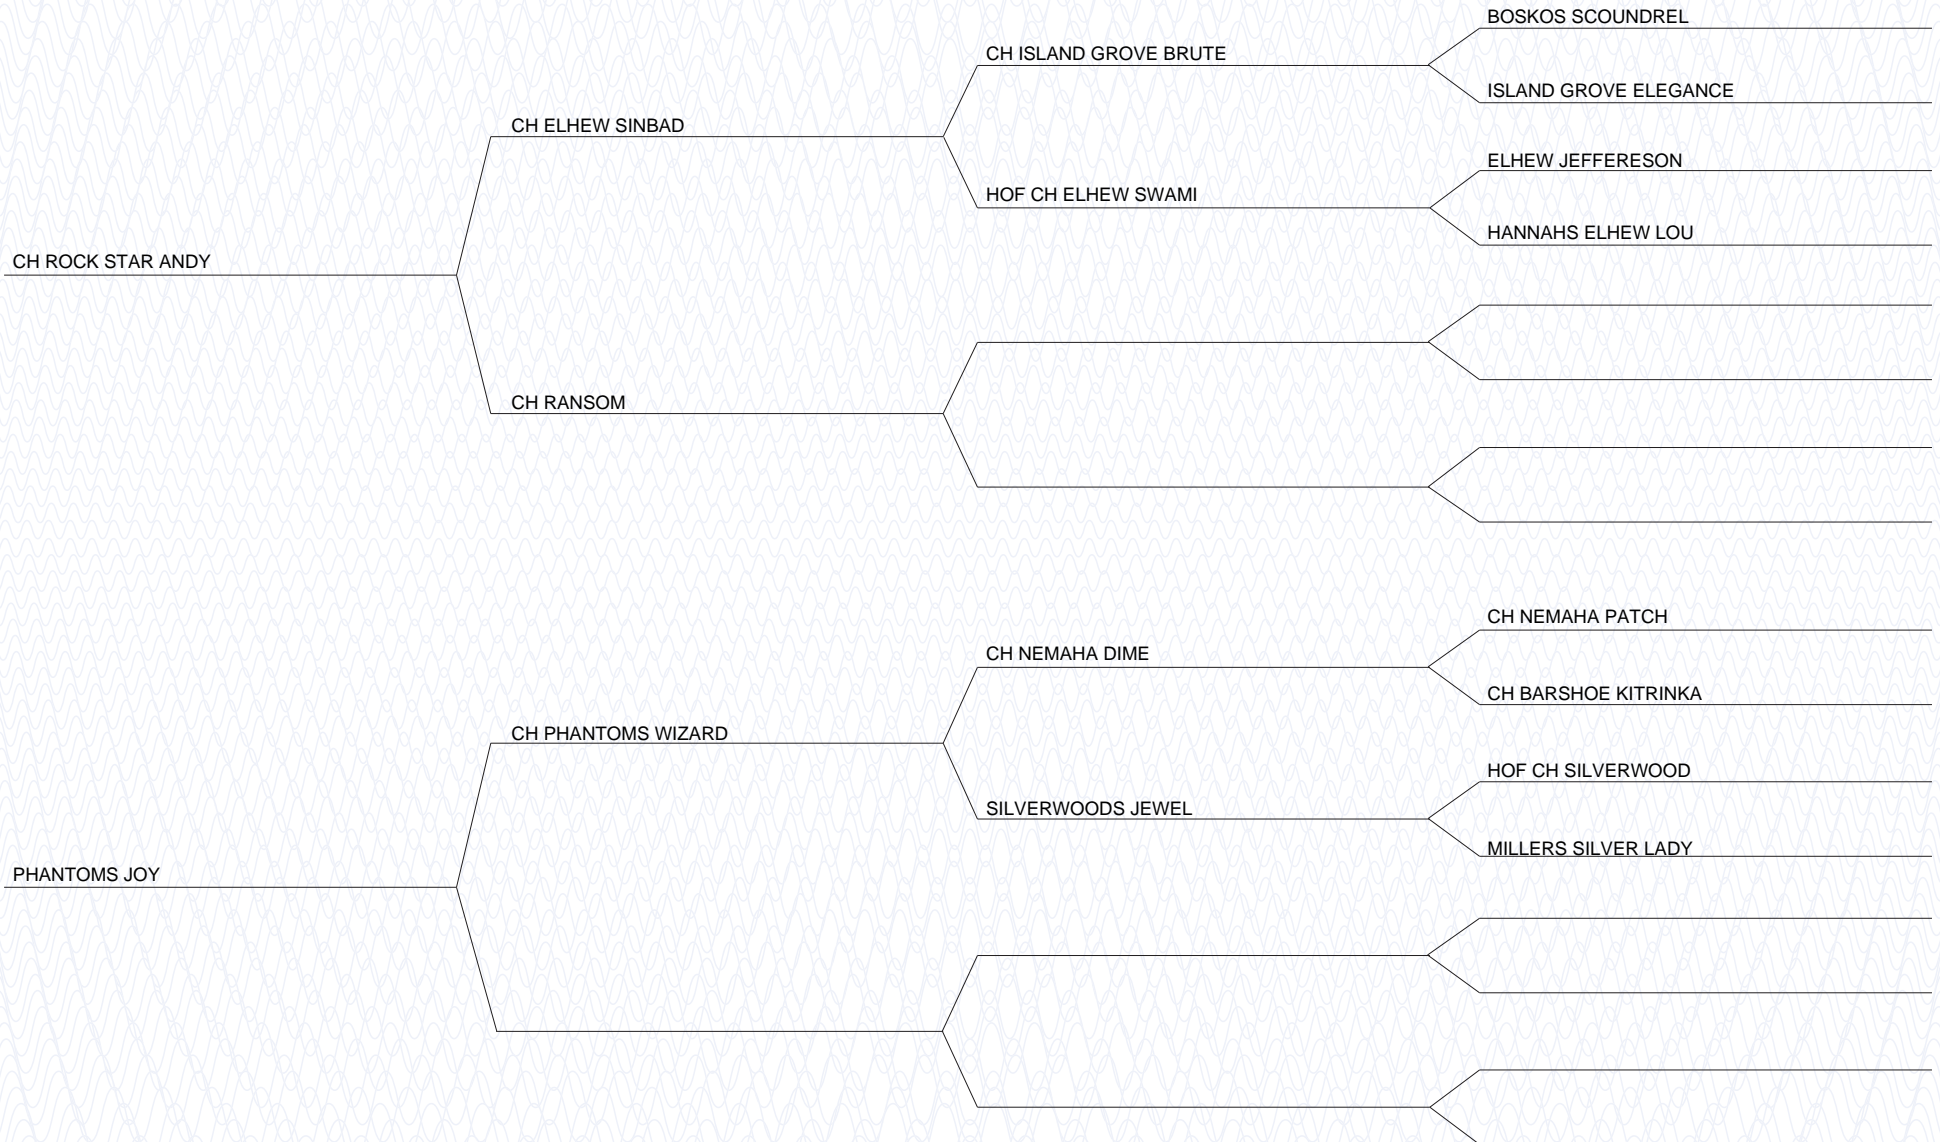 BOSKOS SCOUNDREL
CH ISLAND GROVE BRUTE
ISLAND GROVE ELEGANCE
CH ELHEW SINBAD
ELHEW JEFFERESON
HOF CH ELHEW SWAMI
HANNAHS ELHEW LOU
CH ROCK STAR ANDY
CH RANSOM
CH NEMAHA PATCH
CH NEMAHA DIME
CH BARSHOE KITRINKA
CH PHANTOMS WIZARD
HOF CH SILVERWOOD
SILVERWOODS JEWEL
MILLERS SILVER LADY
PHANTOMS JOY